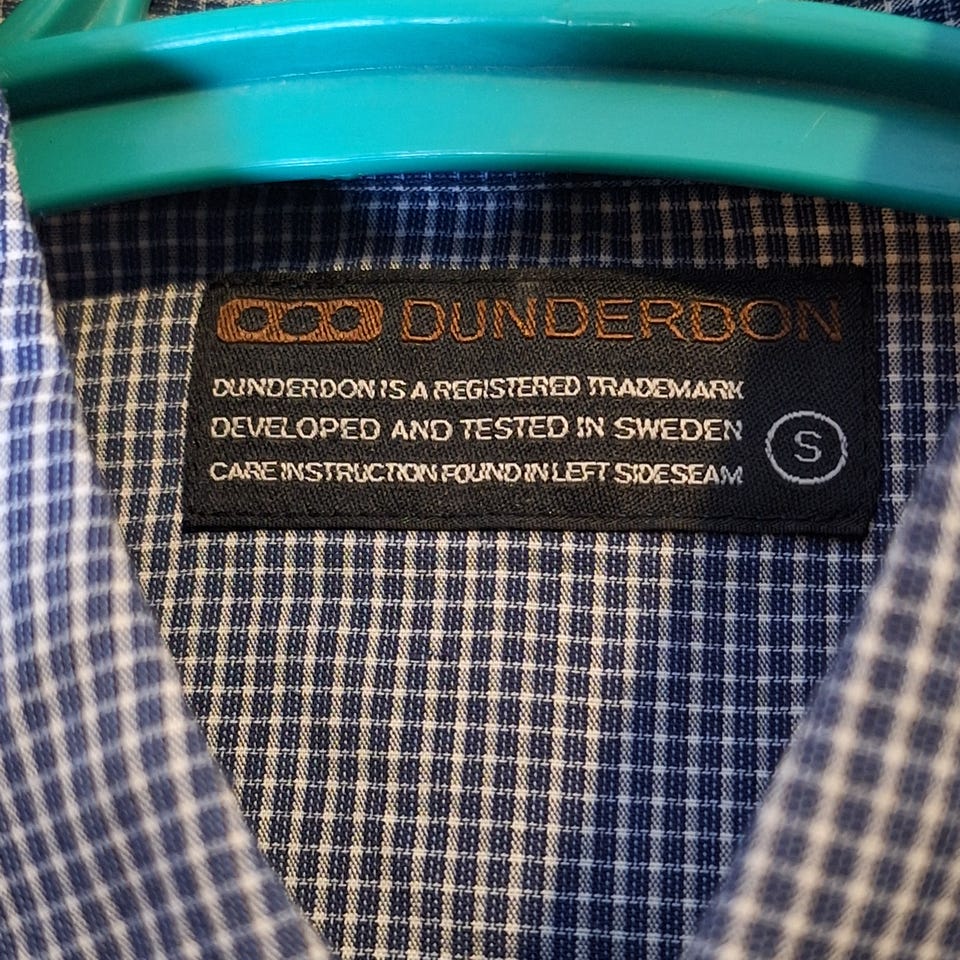 DUNDERDON
DUNDERDON IS A REGISTERED TRADEMARK
DEVELOPED AND TESTED IN SWEDEN
S
CARE INSTRUCTION FOUND IN LEFT SIDESEAM